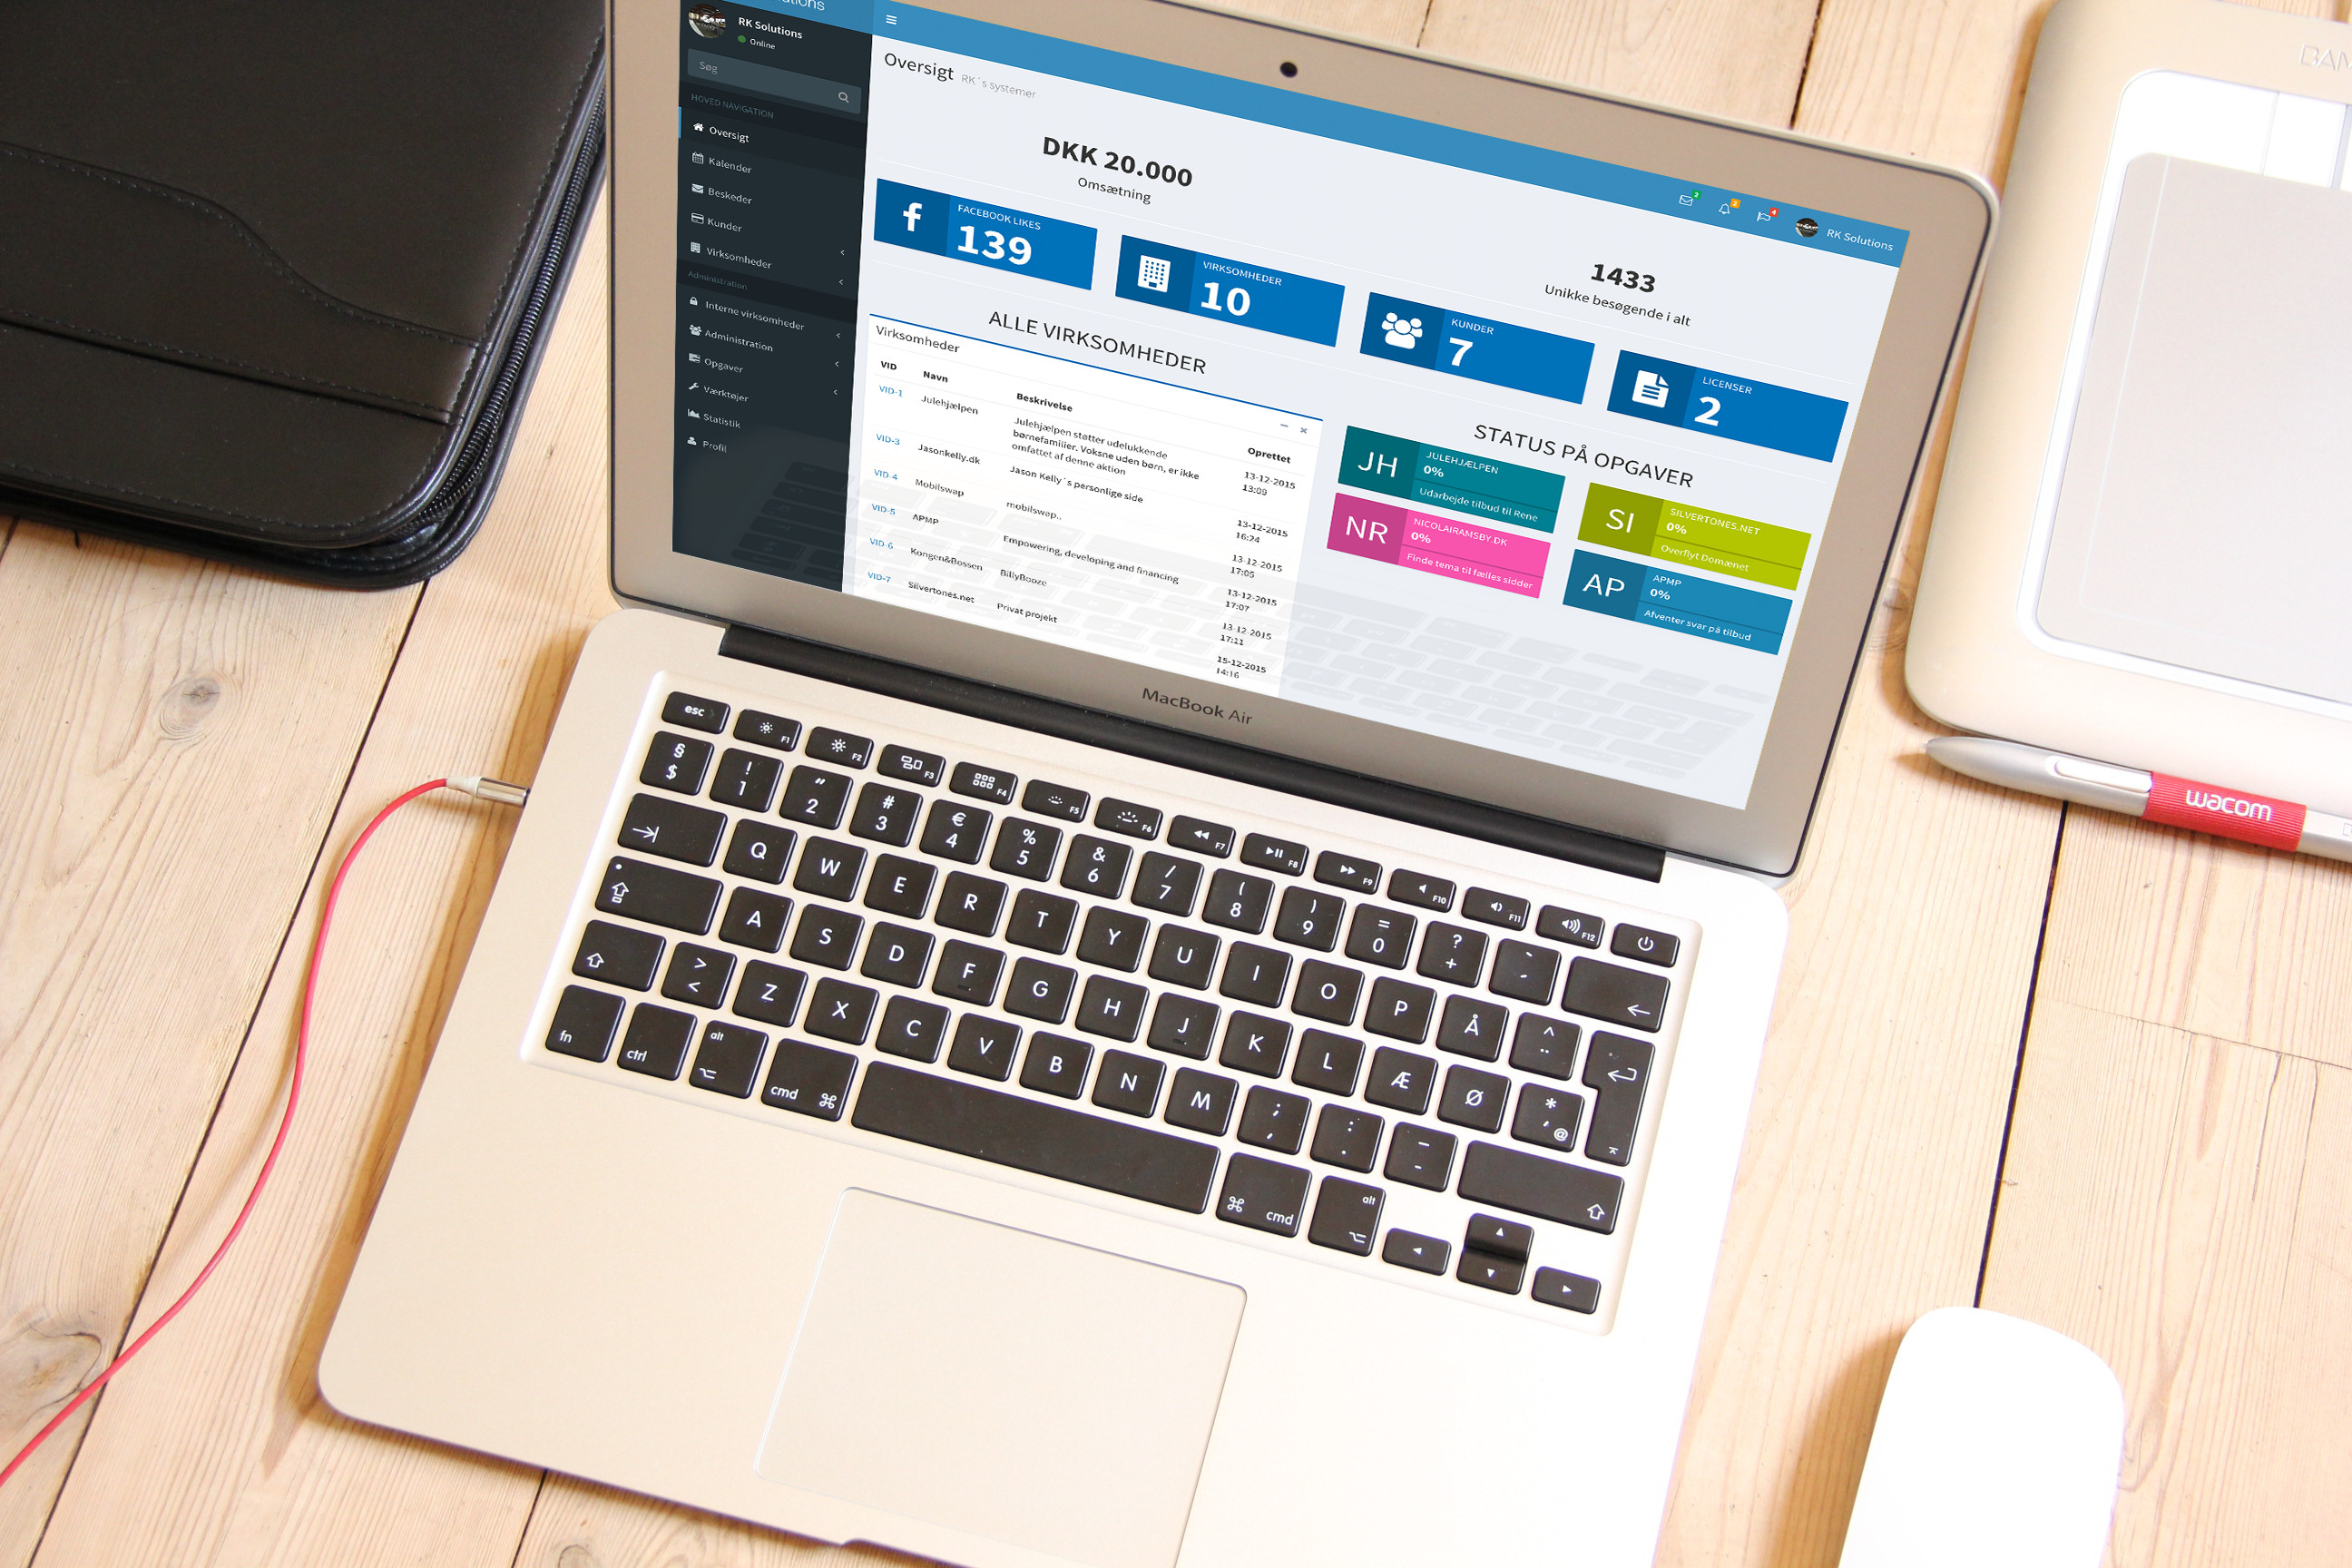 RK Solutions
Online
Søg
HOVED NAVIGATION
Oversigt
Kalender
Beskeder
Kunder
Virksomheder
Administration
Interne virksomheder
Administration
Opgaver
Værktøjer
Statistik
Profil
Oversigt RK´s systemer
2
2
4
RK Solutions
DKK 20.000
Omsætning
1433
Unikke besøgende i alt
FACEBOOK LIKES
139
VIRKSOMHEDER
10
KUNDER
7
LICENSER
2
ALLE VIRKSOMHEDER
Virksomheder
VID Navn Beskrivelse Oprettet
VID-1 Julehjælpen Julehjælpen støtter udelukkende
børnefamilier. Voksne uden børn, er ikke
omfattet af denne aktion
13-12-2015
13:09
VID-3 Jasonkelly.dk Jason Kelly´s personlige side
13-12-2015
16:24
VID-4 Mobilswap mobilswap..
13-12-2015
17:05
VID-5 APMP Empowering, developing and financing
13-12-2015
17:07
VID-6 Kongen&Bossen BillyBooze
13-12-2015
17:11
VID-7 Silvertones.net Privat projekt
15-12-2015
14:16
STATUS PÅ OPGAVER
JH
JULEHJÆLPEN
0%
Udarbejde tilbud til Rene
SI
SILVERTONES.NET
0%
Overflyt Domænet
NR
NICOLAIRAMSBY.DK
0%
Finde tema til fælles sidder
AP
APMP
0%
Afventer svar på tilbud
MacBook Air
esc F1 F2 F3 F4 F5 F6 F7 F8 F9 F10 F11 F12
§ ! " # € % & / ( ) = ? `
$ 1 2 3 4 5 6 7 8 9 0 + ´
Q W E R T Y U I O P Å ^ ¨
A S D F G H J K L Æ Ø * ' @
> < Z X C V B N M ; , : . _ -
fn ctrl alt cmd ⌘ ⌘ cmd alt
wacom